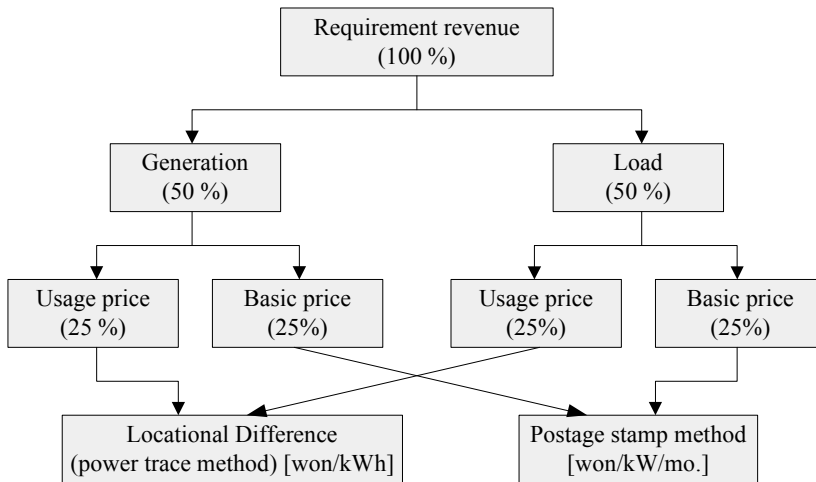 Requirement revenue
(100 %)
Generation
(50 %)
Load
(50 %)
Usage price
(25 %)
Basic price
(25%)
Usage price
(25%)
Basic price
(25%)
Locational Difference
(power trace method) [won/kWh]
Postage stamp method
[won/kW/mo.]